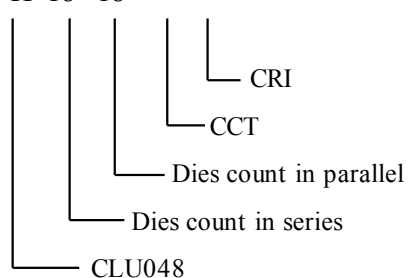 CRI
CCT
Dies count in parallel
Dies count in series
CLU048